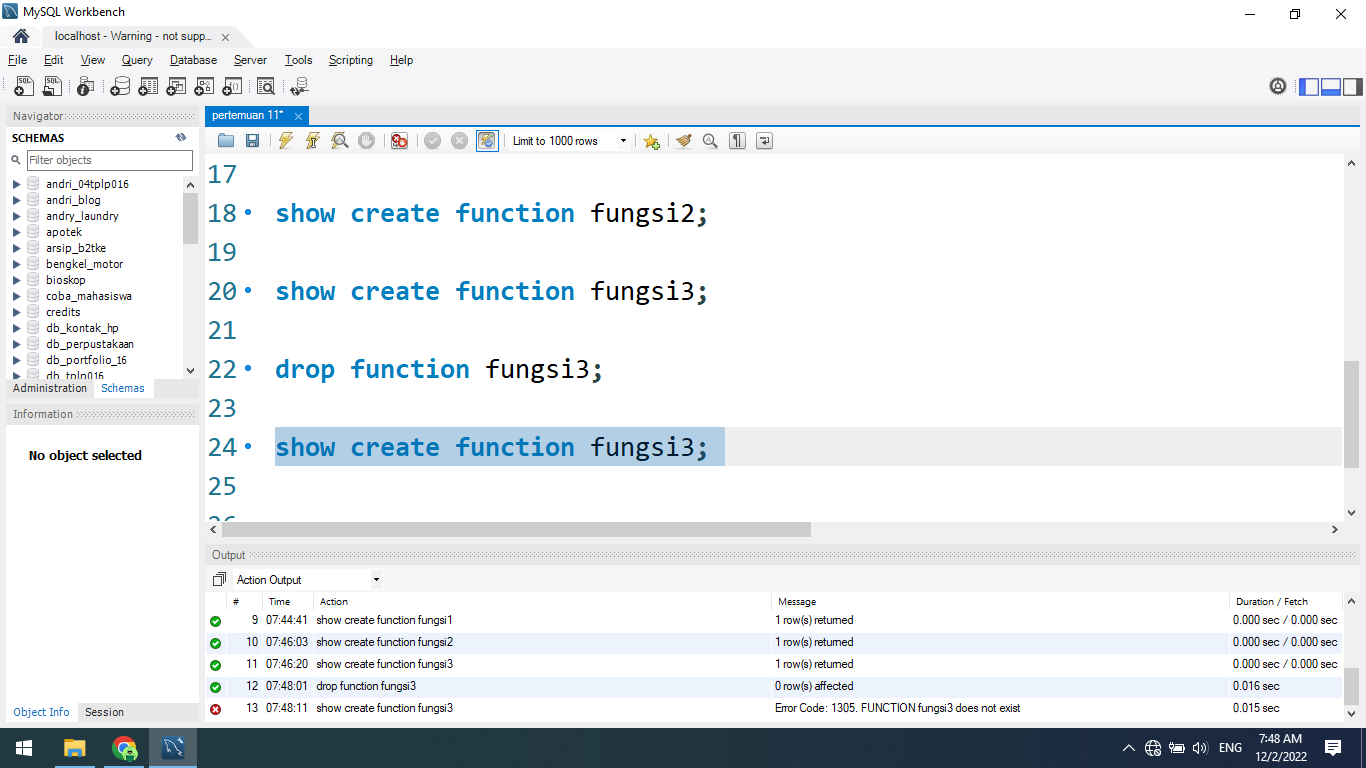 MySQL Workbench
localhost - Warning - not supp...
File Edit View Query Database Server Tools Scripting Help
Navigator
SCHEMAS
Filter objects
andri_04tplp016
andri_blog
andry_laundry
apotek
arsip_b2tke
bengkel_motor
bioskop
coba_mahasiswa
credits
db_kontak_hp
db_perpustakaan
db_portfolio_16
db_tplp016
Administration Schemas
Information
No object selected
Object Info Session
pertemuan 11*
Limit to 1000 rows
17
18 show create function fungsi2;
19
20 show create function fungsi3;
21
22 drop function fungsi3;
23
24 show create function fungsi3;
25
26
Output
Action Output
# Time Action Message Duration / Fetch
9 07:44:41 show create function fungsi1 1 row(s) returned 0.000 sec / 0.000 sec
10 07:46:03 show create function fungsi2 1 row(s) returned 0.000 sec / 0.000 sec
11 07:46:20 show create function fungsi3 1 row(s) returned 0.000 sec / 0.000 sec
12 07:48:01 drop function fungsi3 0 row(s) affected 0.016 sec
13 07:48:11 show create function fungsi3 Error Code: 1305. FUNCTION fungsi3 does not exist 0.015 sec
ENG
7:48 AM
12/2/2022